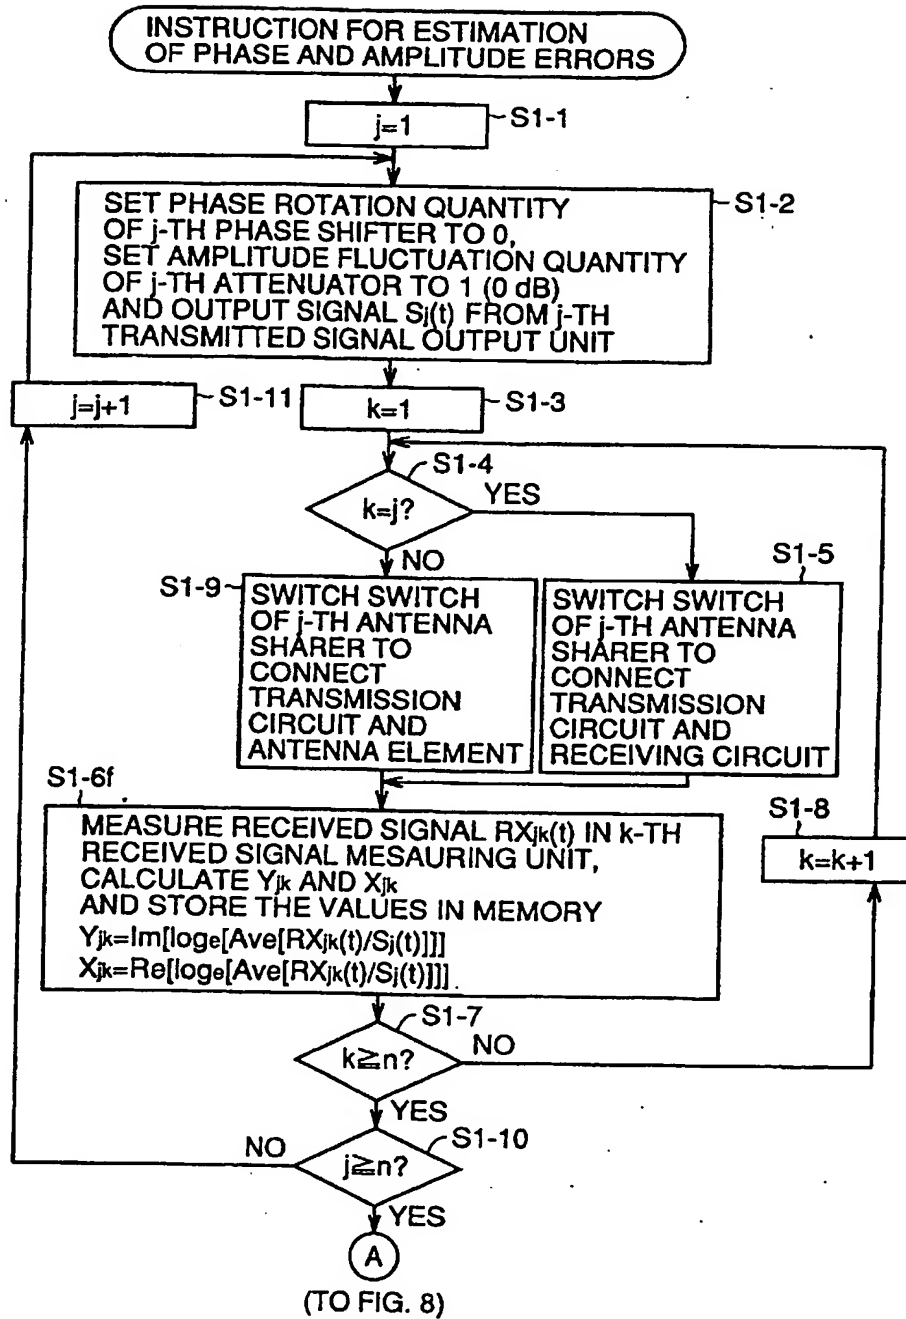 INSTRUCTION FOR ESTIMATION
OF PHASE AND AMPLITUDE ERRORS
j=1
S1-1
SET PHASE ROTATION QUANTITY
OF j-TH PHASE SHIFTER TO 0,
SET AMPLITUDE FLUCTUATION QUANTITY
OF j-TH ATTENUATOR TO 1 (0 dB)
AND OUTPUT SIGNAL Sj(t) FROM j-TH
TRANSMITTED SIGNAL OUTPUT UNIT
S1-2
j=j+1
S1-11
k=1
S1-3
S1-4
k=j?
YES
NO
S1-9
SWITCH SWITCH
OF j-TH ANTENNA
SHARER TO
CONNECT
TRANSMISSION
CIRCUIT AND
ANTENNA ELEMENT
S1-5
SWITCH SWITCH
OF j-TH ANTENNA
SHARER TO
CONNECT
TRANSMISSION
CIRCUIT AND
RECEIVING CIRCUIT
S1-6f
MEASURE RECEIVED SIGNAL RXjk(t) IN k-TH
RECEIVED SIGNAL MESAURING UNIT,
CALCULATE Yjk AND Xjk
AND STORE THE VALUES IN MEMORY
Yjk=Im[loge[Ave[RXjk(t)/Sj(t)]]]
Xjk=Re[loge[Ave[RXjk(t)/Sj(t)]]]
S1-8
k=k+1
S1-7
k≧n?
NO
YES
S1-10
j≧n?
NO
YES
A
(TO FIG. 8)